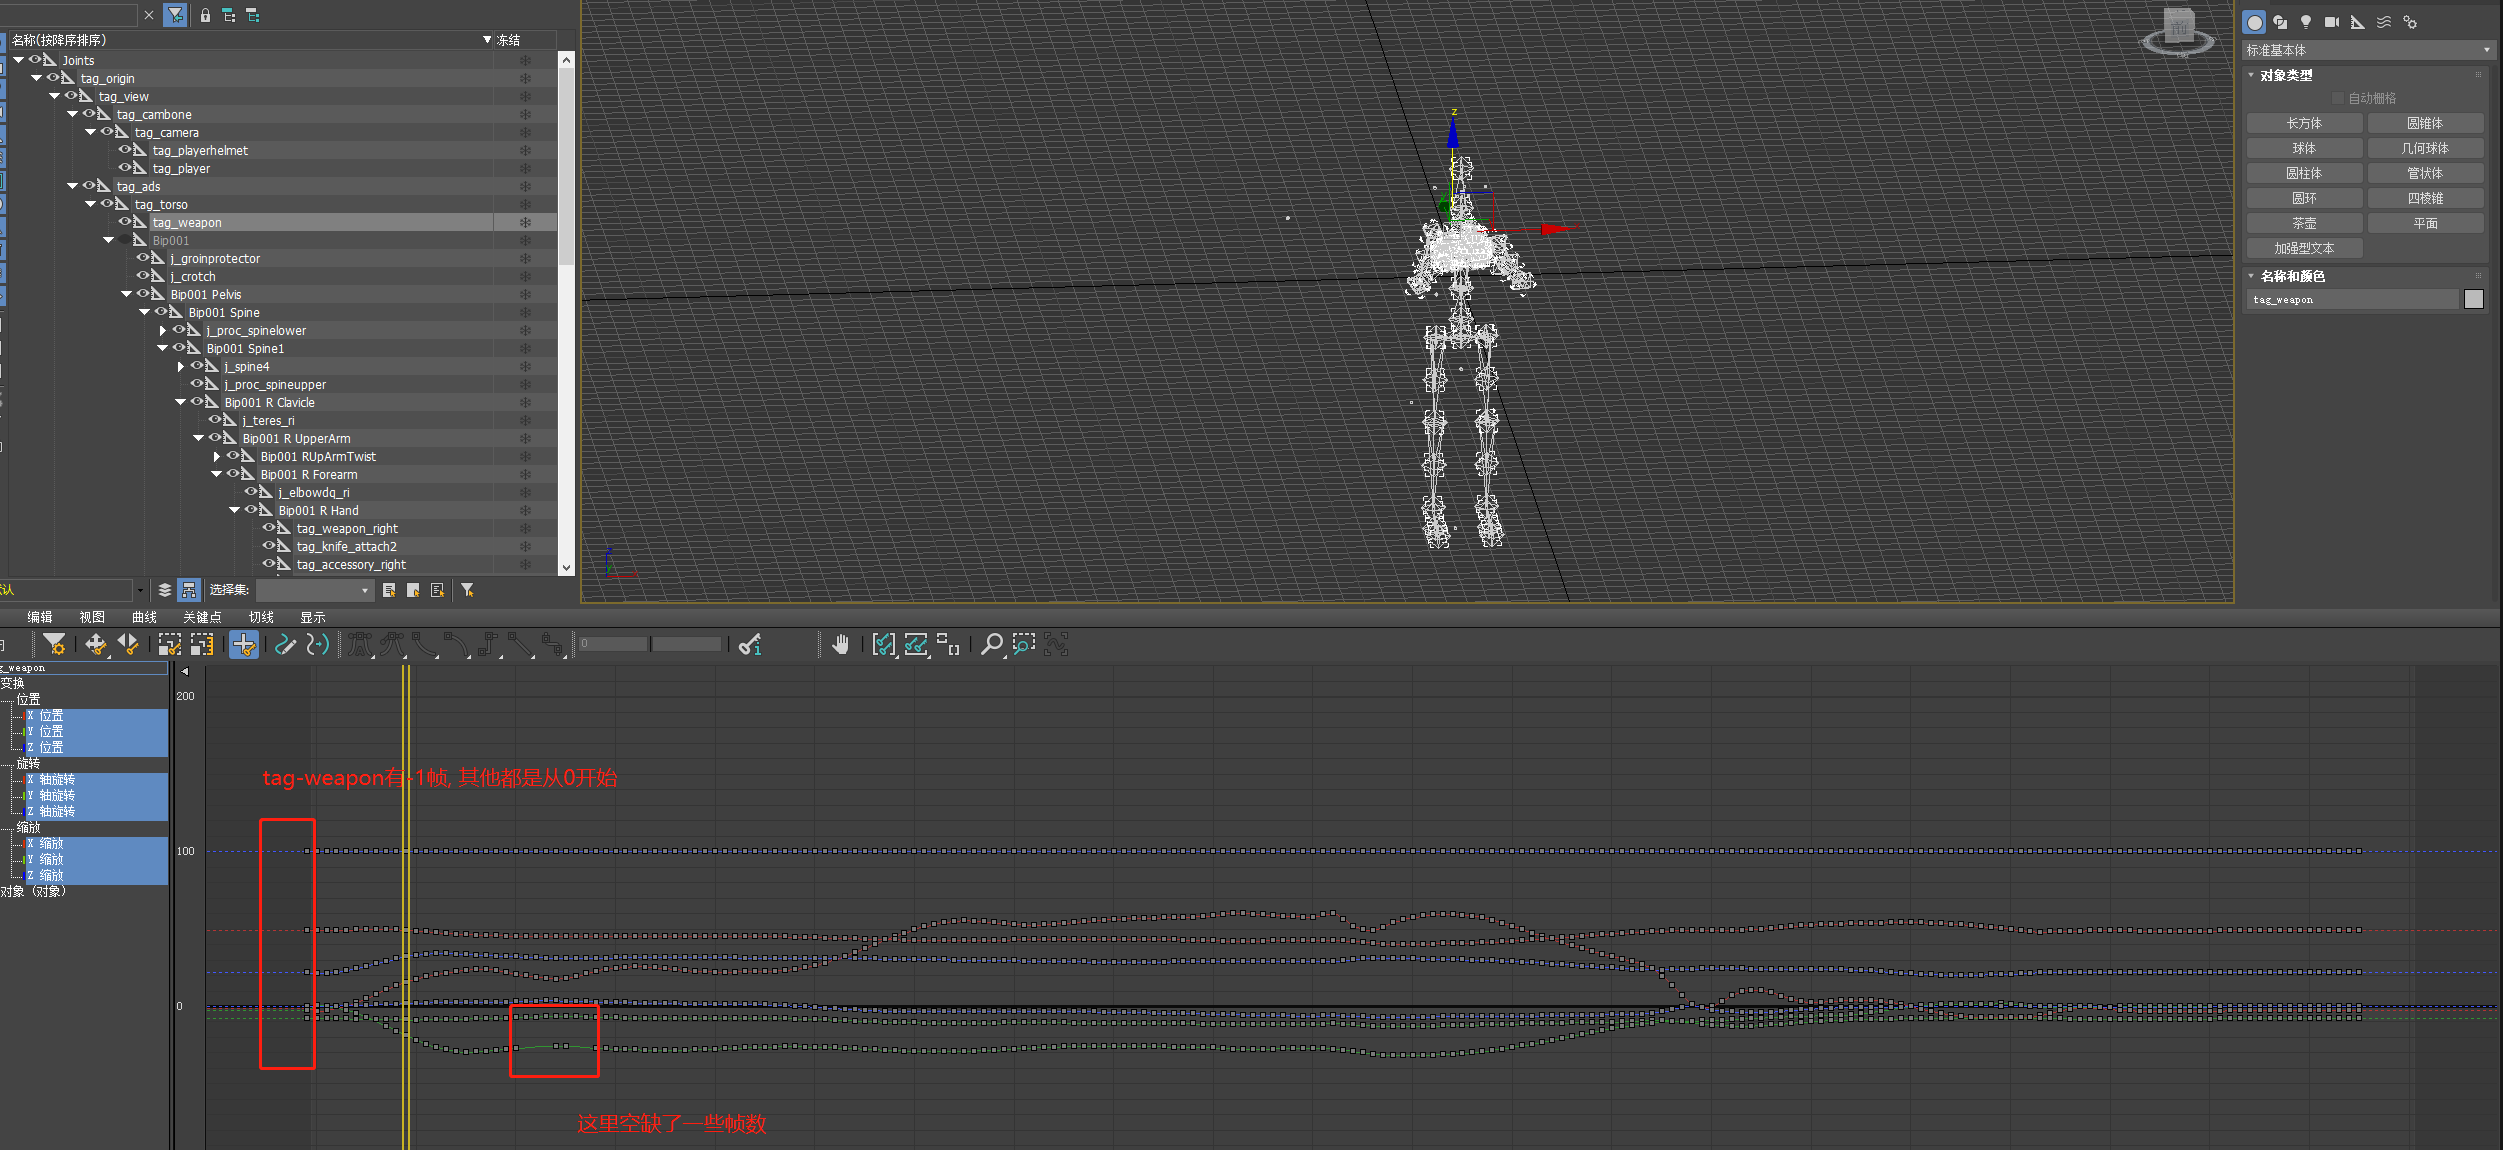 名称(按降序排序)
冻结
Joints
tag_origin
tag_view
tag_cambone
tag_camera
tag_playerhelmet
tag_player
tag_ads
tag_torso
tag_weapon
Bip001
j_groinprotector
j_crotch
Bip001 Pelvis
Bip001 Spine
j_proc_spinelower
Bip001 Spine1
j_spine4
j_proc_spineupper
Bip001 R Clavicle
j_teres_ri
Bip001 R UpperArm
Bip001 RUpArmTwist
Bip001 R Forearm
j_elbowdq_ri
Bip001 R Hand
tag_weapon_right
tag_knife_attach2
tag_accessory_right
z
前
标准基本体
对象类型
自动栅格
长方体
圆锥体
球体
几何球体
圆柱体
管状体
圆环
四棱锥
茶壶
平面
加强型文本
名称和颜色
tag_weapon
选择集:
编辑
视图
曲线
关键点
切线
显示
0
_weapon
变换
位置
X 位置
Y 位置
Z 位置
旋转
X 轴旋转
Y 轴旋转
Z 轴旋转
缩放
X 缩放
Y 缩放
Z 缩放
对象 (对象)
200
100
0
tag-weapon有-1帧, 其他都是从0开始
这里空缺了一些帧数